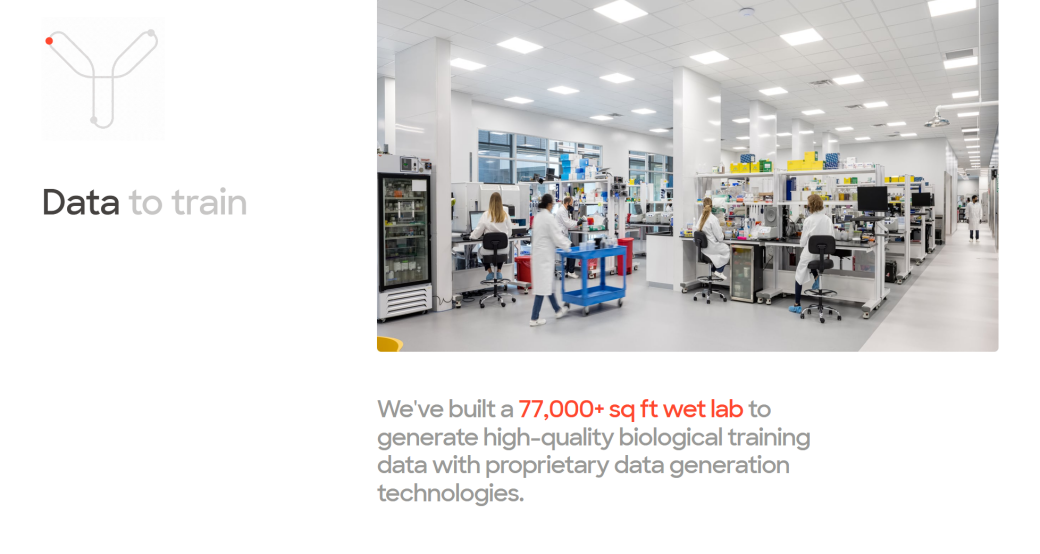 Data to train
We've built a 77,000+ sq ft wet lab to
generate high-quality biological training
data with proprietary data generation
technologies.